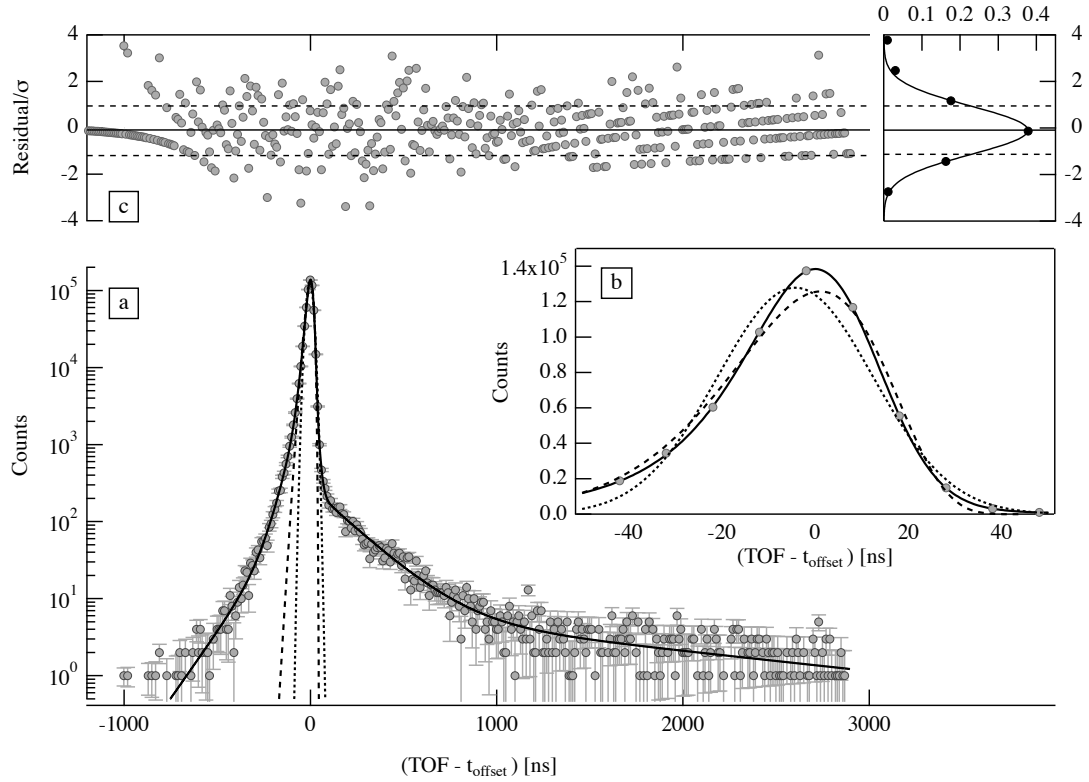 0 0.1 0.2 0.3 0.4
4 4
2 2
0 0
-2 -2
-4 -4
Residual/σ
c
10⁵
10⁴
10³
10²
10¹
10⁰
Counts
a
1.4x10⁵
1.2
1.0
0.8
0.6
0.4
0.2
0.0
Counts
b
-40 -20 0 20 40
(TOF - t_offset) [ns]
-1000 0 1000 2000 3000
(TOF - t_offset) [ns]